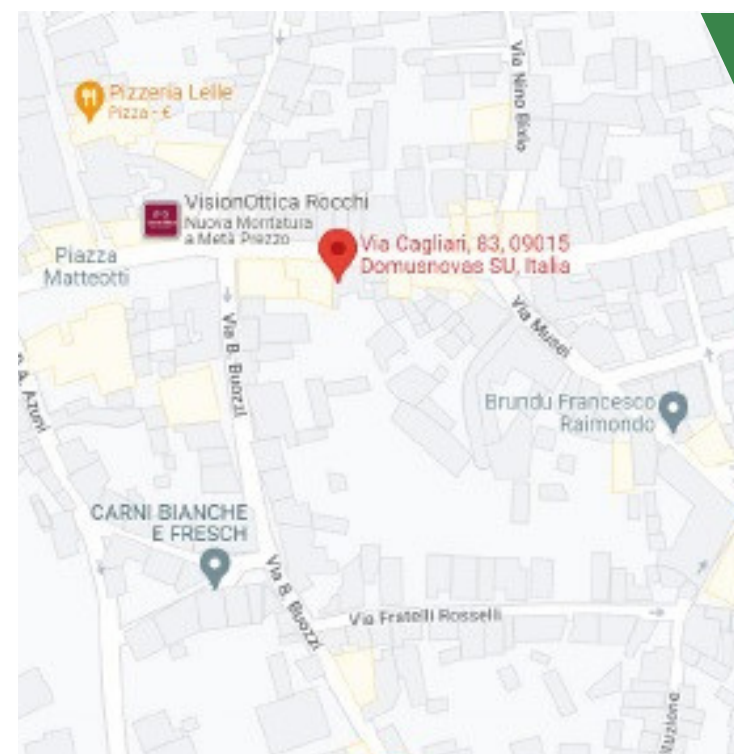 Via Nino Bixio
Pizzeria Lelle
Pizza - €
VisionOttica Rocchi
Nuova Montatura
a Metà Prezzo
Piazza
Matteotti
Via Cagliari, 83, 09015
Domusnovas SU, Italia
Via Musei
Via B. Buozzi
Azuni
Brundu Francesco
Raimondo
CARNI BIANCHE
E FRESCH
Via B. Buozzi
Via Fratelli Rosselli